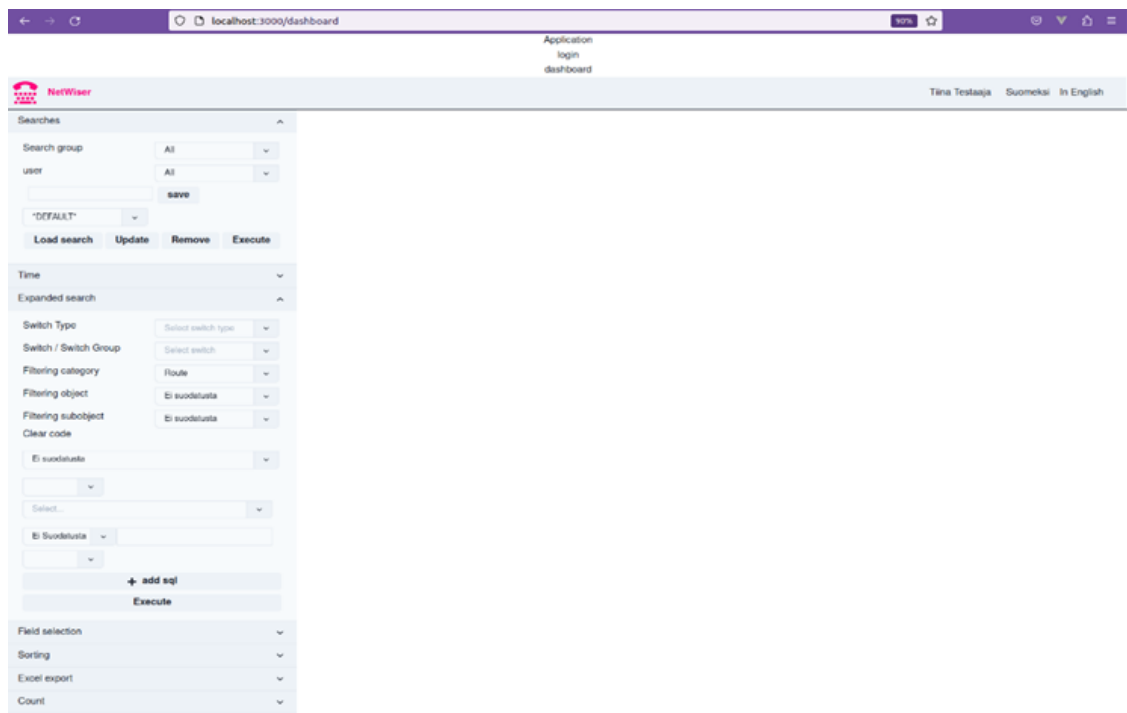 localhost:3000/dashboard 90%
Application
login
dashboard
NetWiser Tiina Testaaja Suomeksi In English
Searches
Search group All
user All
save
*DEFAULT*
Load search Update Remove Execute
Time
Expanded search
Switch Type Select switch type
Switch / Switch Group Select switch
Filtering category Route
Filtering object Ei suodatusta
Filtering subobject Ei suodatusta
Clear code
Ei suodatusta
Select...
Ei Suodatusta
+ add sql
Execute
Field selection
Sorting
Excel export
Count